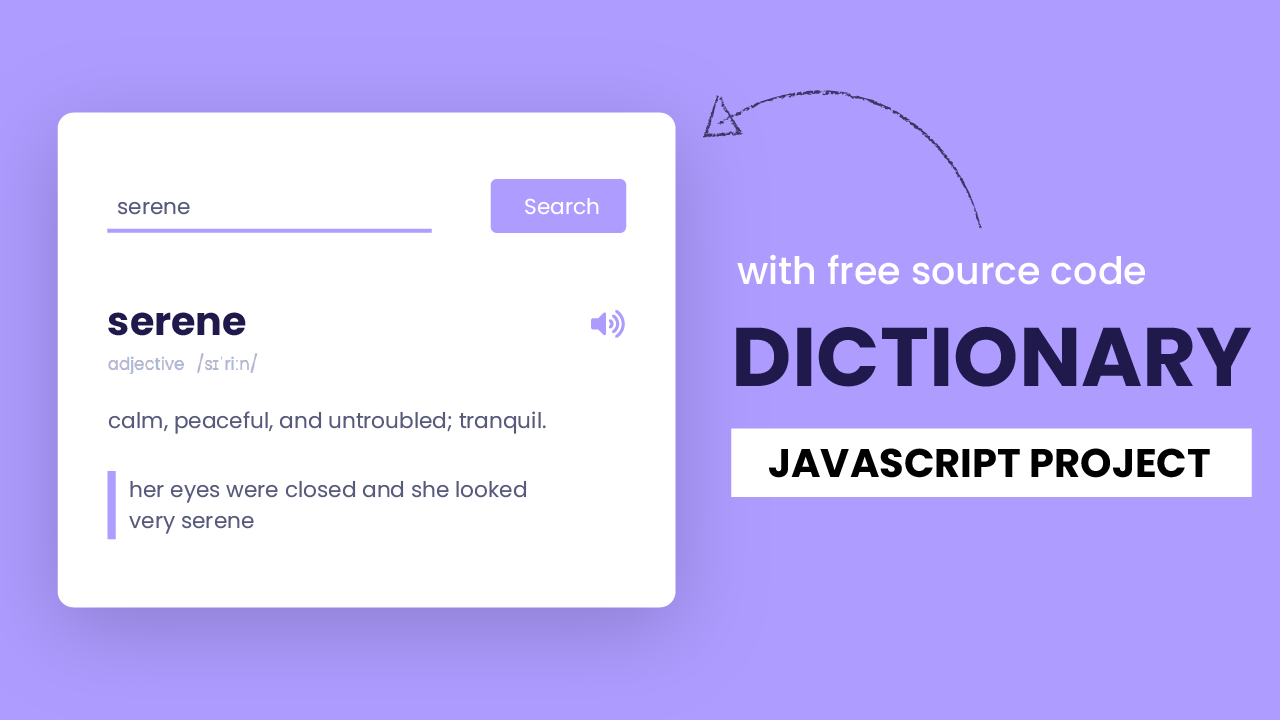 serene
Search
serene
adjective /sɪˈriːn/
calm, peaceful, and untroubled; tranquil.
her eyes were closed and she looked
very serene
with free source code
DICTIONARY
JAVASCRIPT PROJECT